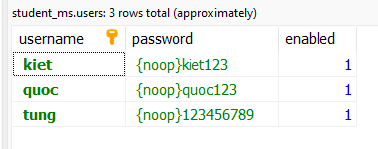 student_ms.users: 3 rows total (approximately)
username password enabled
kiet {noop}kiet123 1
quoc {noop}quoc123 1
tung {noop}123456789 1